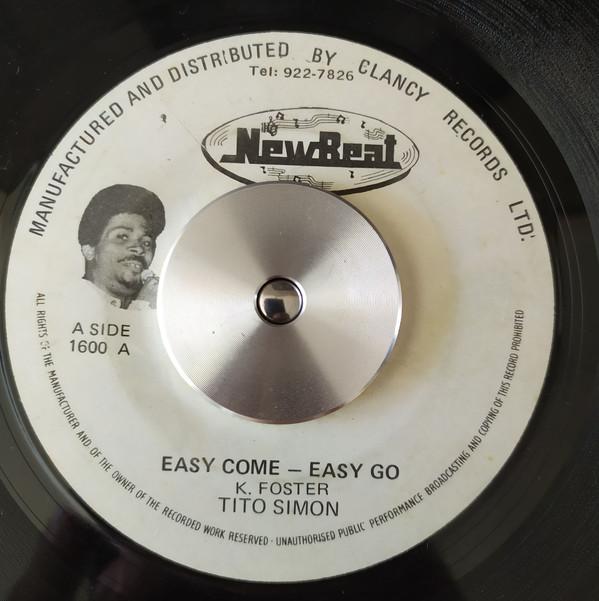 MANUFACTURED AND DISTRIBUTED BY CLANCY RECORDS LTD.
Tel: 922-7826
NewBeat
A SIDE
1600 A
EASY COME – EASY GO
K. FOSTER
TITO SIMON
ALL RIGHTS OF THE MANUFACTURER AND OF THE OWNER OF THE RECORDED WORK RESERVED · UNAUTHORISED PUBLIC PERFORMANCE BROADCASTING AND COPYING OF THIS RECORD PROHIBITED